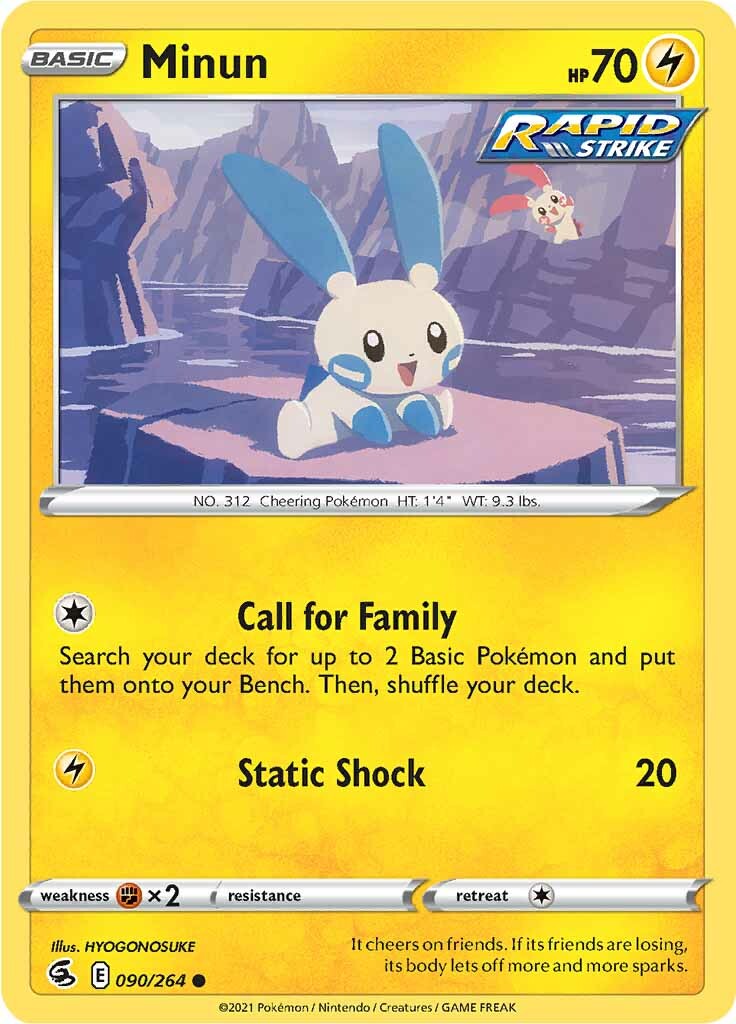 BASIC Minun HP70
RAPID
STRIKE
NO. 312 Cheering Pokémon HT: 1'4" WT: 9.3 lbs.
Call for Family
Search your deck for up to 2 Basic Pokémon and put
them onto your Bench. Then, shuffle your deck.
Static Shock 20
weakness ×2 resistance retreat
Illus. HYOGONOSUKE
It cheers on friends. If its friends are losing,
its body lets off more and more sparks.
E 090/264
©2021 Pokémon / Nintendo / Creatures / GAME FREAK